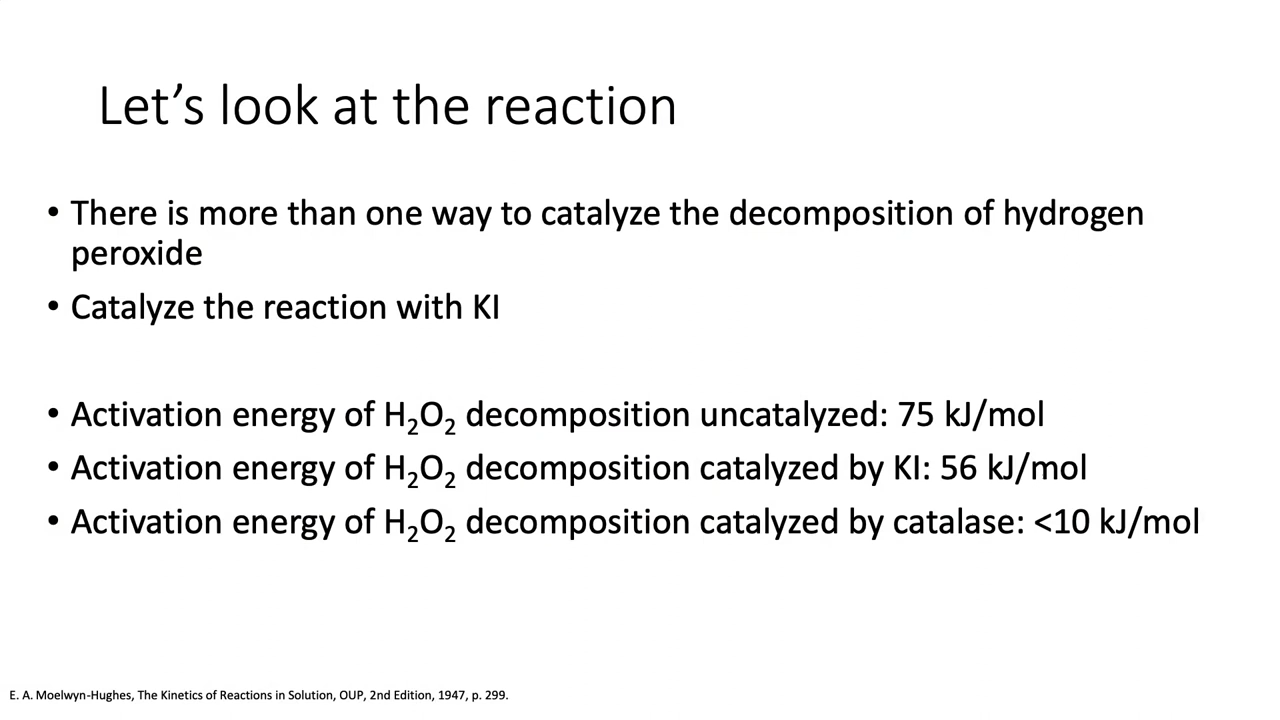 Let’s look at the reaction
• There is more than one way to catalyze the decomposition of hydrogen
peroxide
• Catalyze the reaction with KI
• Activation energy of H₂O₂ decomposition uncatalyzed: 75 kJ/mol
• Activation energy of H₂O₂ decomposition catalyzed by KI: 56 kJ/mol
• Activation energy of H₂O₂ decomposition catalyzed by catalase: <10 kJ/mol
E. A. Moelwyn-Hughes, The Kinetics of Reactions in Solution, OUP, 2nd Edition, 1947, p. 299.